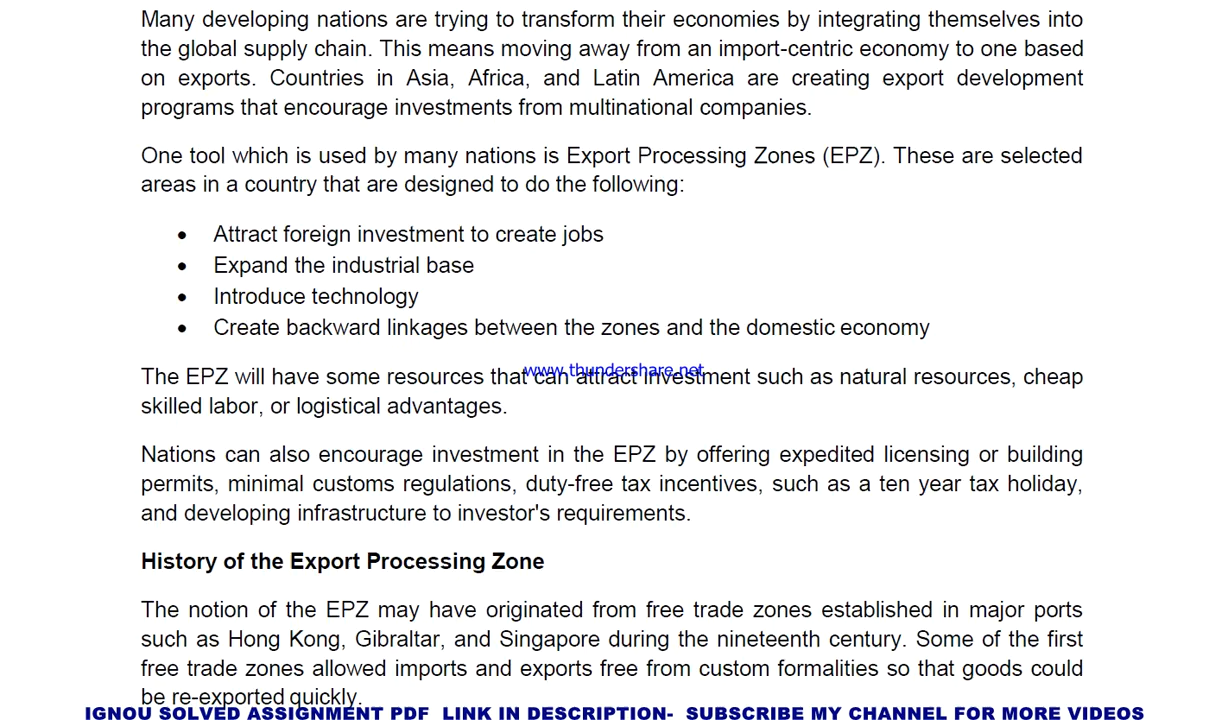 Many developing nations are trying to transform their economies by integrating themselves into
the global supply chain. This means moving away from an import-centric economy to one based
on exports. Countries in Asia, Africa, and Latin America are creating export development
programs that encourage investments from multinational companies.
One tool which is used by many nations is Export Processing Zones (EPZ). These are selected
areas in a country that are designed to do the following:
• Attract foreign investment to create jobs
• Expand the industrial base
• Introduce technology
• Create backward linkages between the zones and the domestic economy
www.thundershare.net
The EPZ will have some resources that can attract investment such as natural resources, cheap
skilled labor, or logistical advantages.
Nations can also encourage investment in the EPZ by offering expedited licensing or building
permits, minimal customs regulations, duty-free tax incentives, such as a ten year tax holiday,
and developing infrastructure to investor's requirements.
History of the Export Processing Zone
The notion of the EPZ may have originated from free trade zones established in major ports
such as Hong Kong, Gibraltar, and Singapore during the nineteenth century. Some of the first
free trade zones allowed imports and exports free from custom formalities so that goods could
be re-exported quickly.
IGNOU SOLVED ASSIGNMENT PDF LINK IN DESCRIPTION- SUBSCRIBE MY CHANNEL FOR MORE VIDEOS